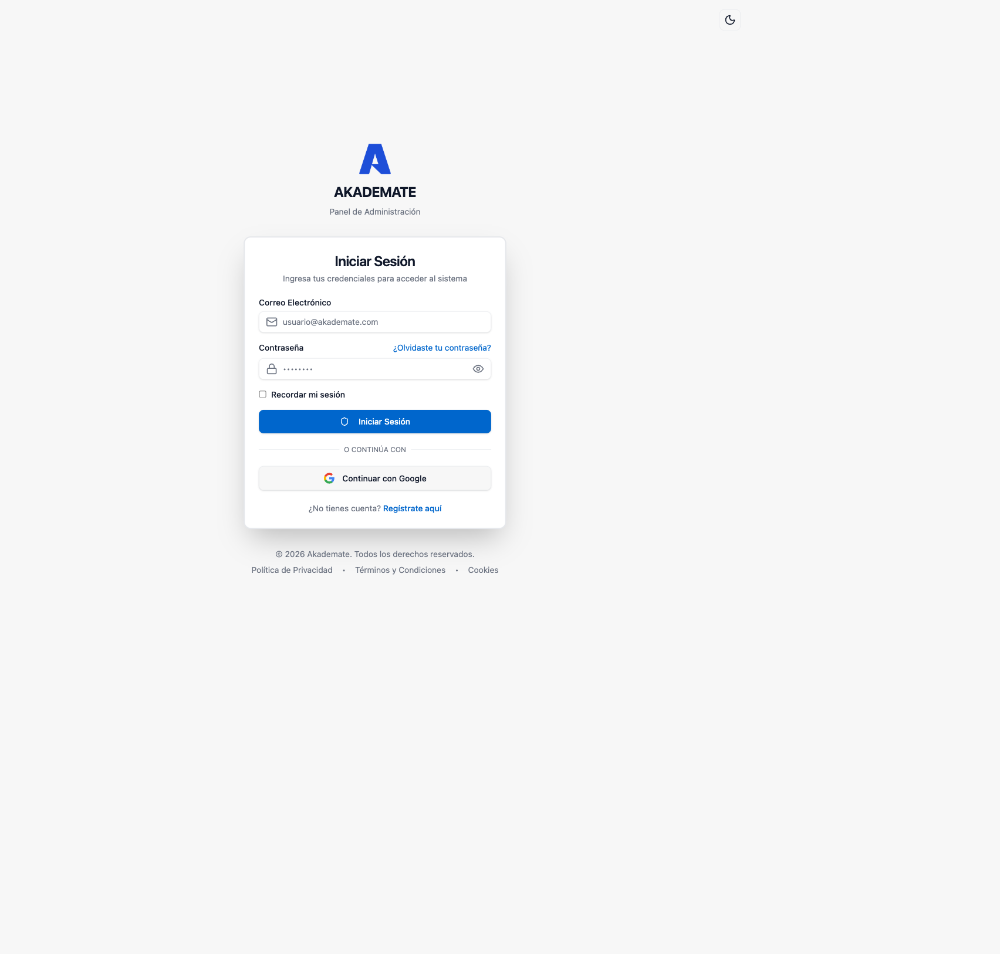 AKADEMATE
Panel de Administración
Iniciar Sesión
Ingresa tus credenciales para acceder al sistema
Correo Electrónico
usuario@akademate.com
Contraseña ¿Olvidaste tu contraseña?
••••••••
Recordar mi sesión
Iniciar Sesión
O CONTINÚA CON
Continuar con Google
¿No tienes cuenta? Regístrate aquí
© 2026 Akademate. Todos los derechos reservados.
Política de Privacidad • Términos y Condiciones • Cookies